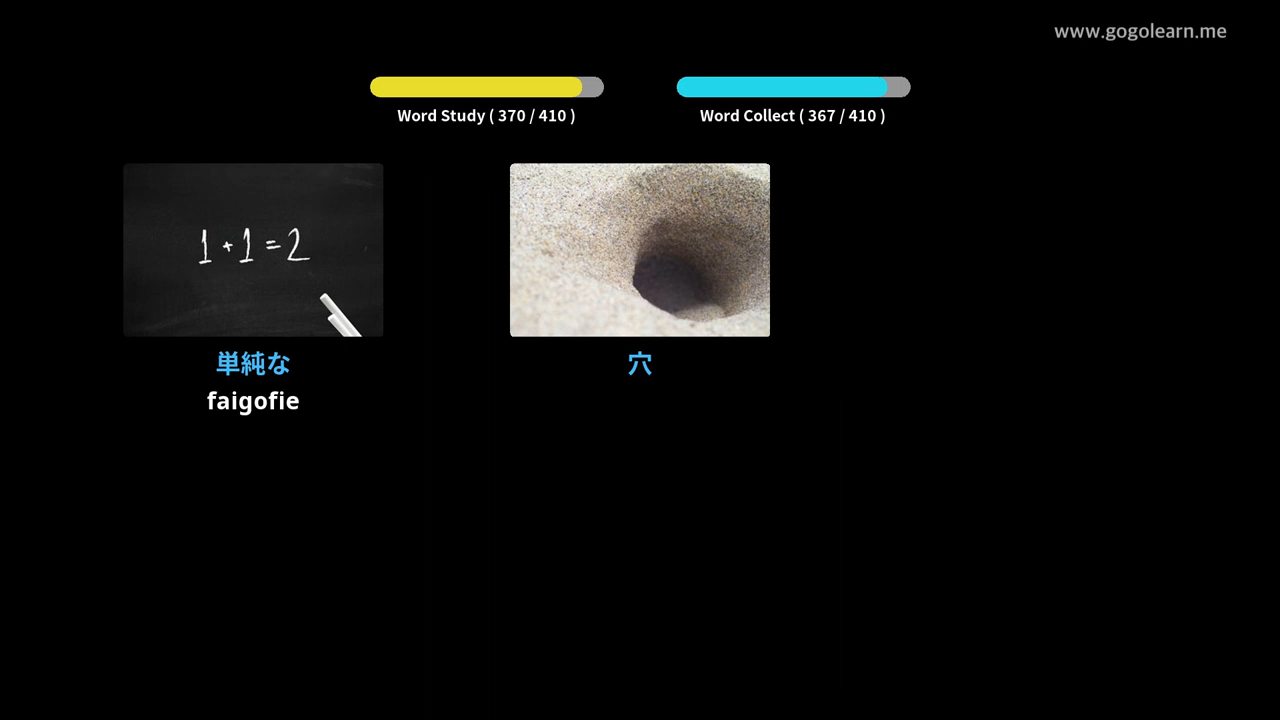 www.gogolearn.me
Word Study ( 370 / 410 )
Word Collect ( 367 / 410 )
1 + 1 = 2
単純な
faigofie
穴